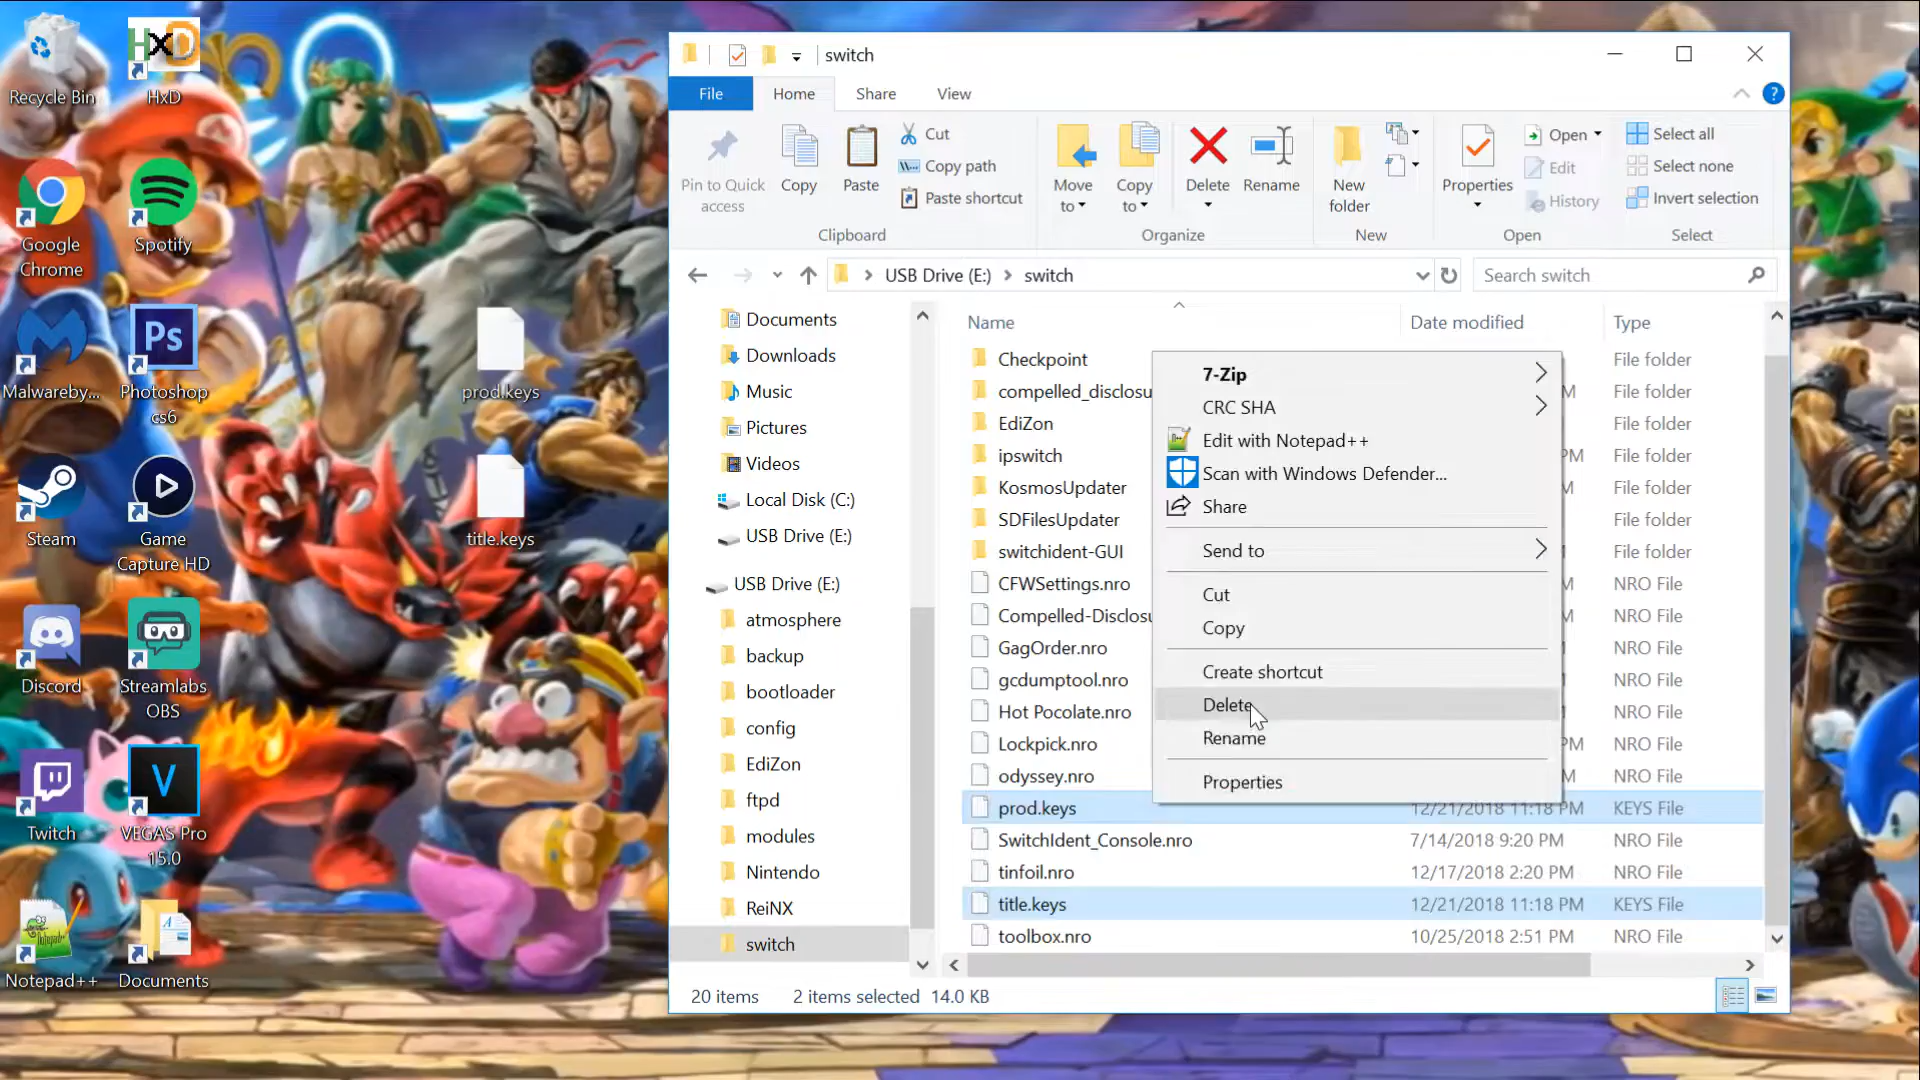 Recycle Bin
HxD
Google Chrome
Spotify
Malwareby...
Ps
Photoshop cs6
Steam
Game Capture HD
Discord
Streamlabs OBS
Twitch
V
VEGAS Pro 15.0
Notepad++
Documents
prod.keys
title.keys
switch
File
Home
Share
View
Pin to Quick access
Copy
Paste
Cut
Copy path
Paste shortcut
Clipboard
Move to
Copy to
Delete
Rename
Organize
New folder
New
Properties
Open
Edit
History
Open
Select all
Select none
Invert selection
Select
USB Drive (E:) > switch
Search switch
Documents
Downloads
Music
Pictures
Videos
Local Disk (C:)
USB Drive (E:)
USB Drive (E:)
atmosphere
backup
bootloader
config
EdiZon
ftpd
modules
Nintendo
ReiNX
switch
Name Date modified Type
Checkpoint File folder
compelled_disclosu M File folder
EdiZon File folder
ipswitch PM File folder
KosmosUpdater M File folder
SDFilesUpdater File folder
switchident-GUI M File folder
CFWSettings.nro M NRO File
Compelled-Disclosu M NRO File
GagOrder.nro M NRO File
gcdumptool.nro M NRO File
Hot Pocolate.nro M NRO File
Lockpick.nro PM NRO File
odyssey.nro M NRO File
prod.keys 12/21/2018 11:18 PM KEYS File
SwitchIdent_Console.nro 7/14/2018 9:20 PM NRO File
tinfoil.nro 12/17/2018 2:20 PM NRO File
title.keys 12/21/2018 11:18 PM KEYS File
toolbox.nro 10/25/2018 2:51 PM NRO File
7-Zip
CRC SHA
Edit with Notepad++
Scan with Windows Defender...
Share
Send to
Cut
Copy
Create shortcut
Delete
Rename
Properties
20 items 2 items selected 14.0 KB